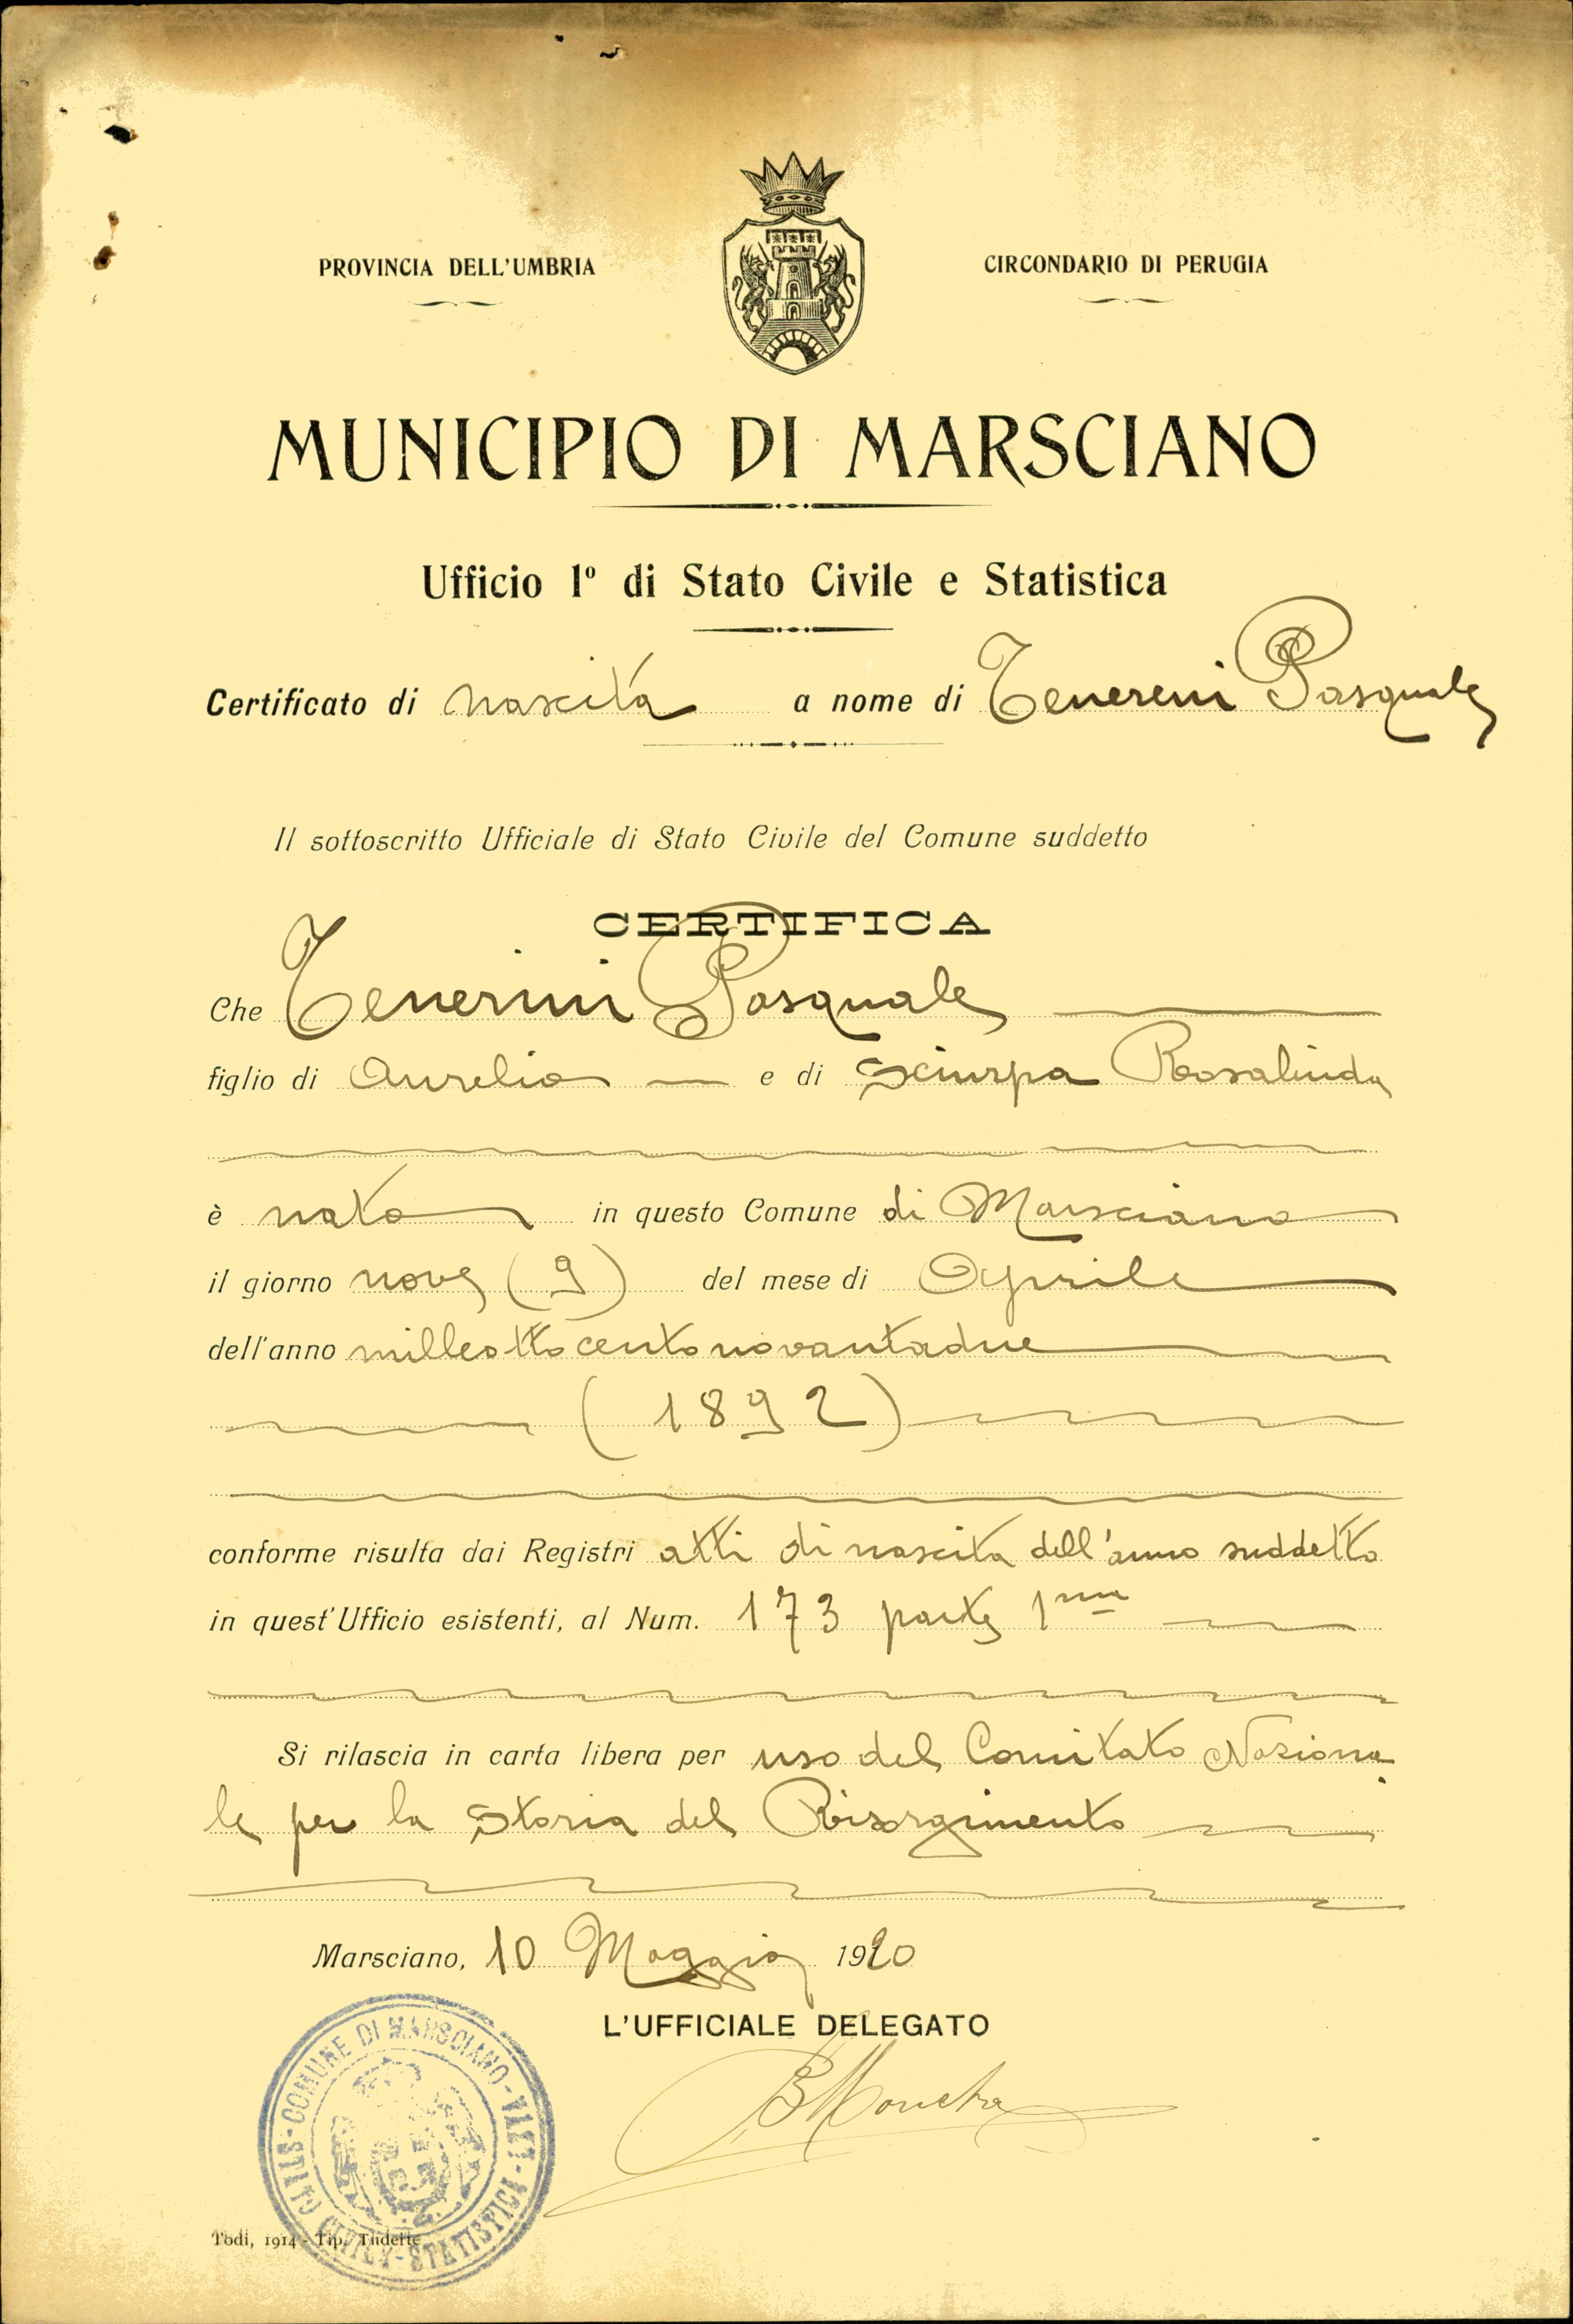 PROVINCIA DELL'UMBRIA
CIRCONDARIO DI PERUGIA
MUNICIPIO DI MARSCIANO
Ufficio 1º di Stato Civile e Statistica
Certificato di nascita a nome di Tenereni Pasquale
Il sottoscritto Ufficiale di Stato Civile del Comune suddetto
CERTIFICA
Che Tenerini Pasquale
figlio di Aurelio e di Sciurpa Rosalinda
è nato in questo Comune di Marsciano
il giorno nove (9) del mese di Aprile
dell'anno milleottocentonovantadue
(1892)
conforme risulta dai Registri atti di nascita dell'anno suddetto
in quest'Ufficio esistenti, al Num. 173 parte 1ma
Si rilascia in carta libera per uso del Comitato Naziona
le per la Storia del Risorgimento
Marsciano, 10 Maggio 1920
L'UFFICIALE DELEGATO
COMUNE DI MARSCIANO
STATISTICA
Todi, 1914 - Tip. Tuderte